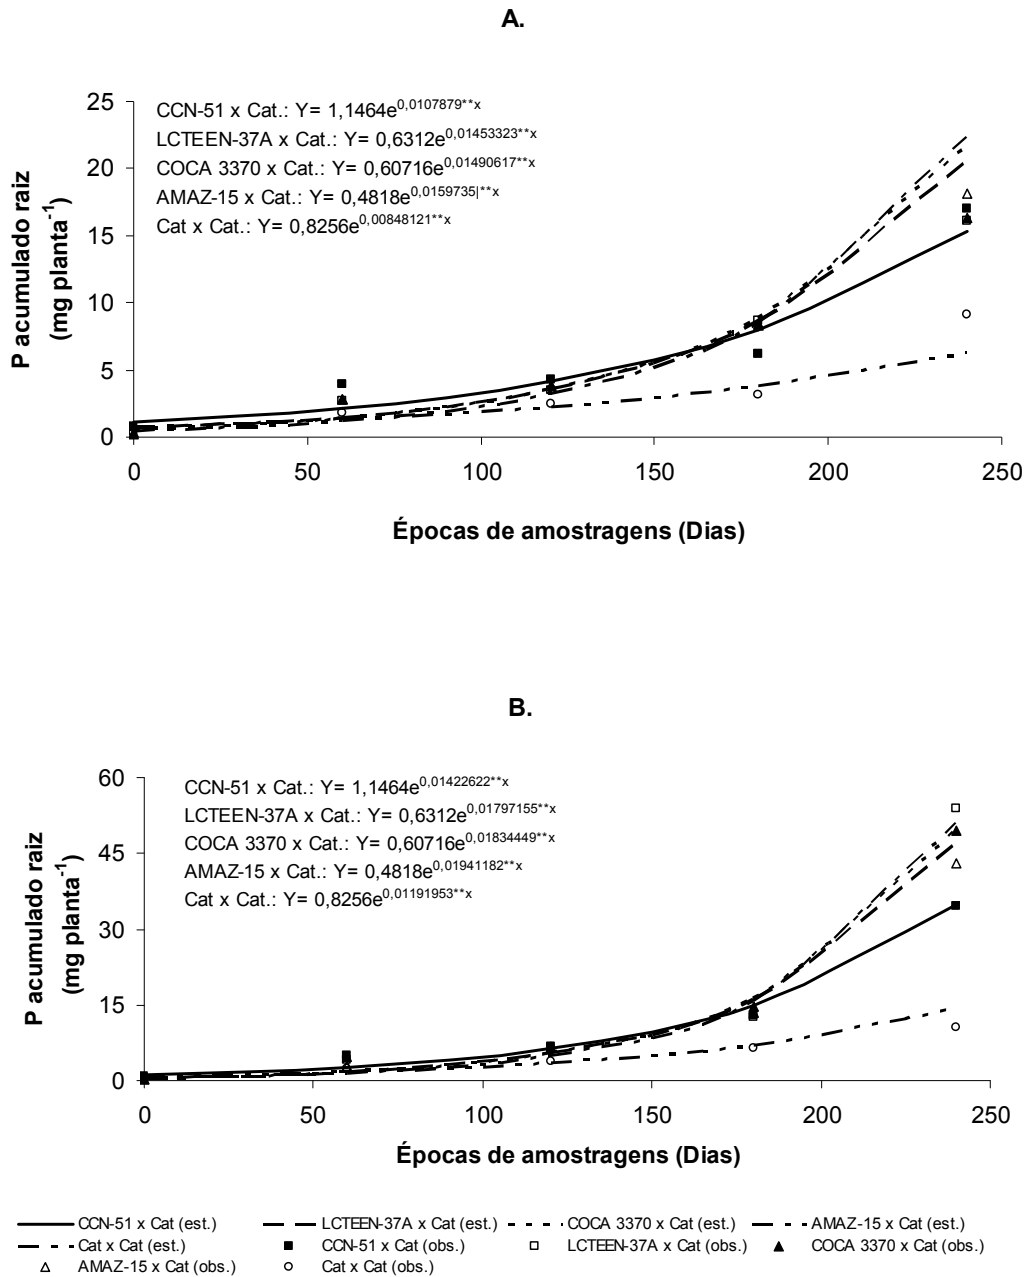 A.
CCN-51 x Cat.: Y= 1,1464e^0,0107879**x
LCTEEN-37A x Cat.: Y= 0,6312e^0,01453323**x
COCA 3370 x Cat.: Y= 0,60716e^0,01490617**x
AMAZ-15 x Cat.: Y= 0,4818e^0,0159735|**x
Cat x Cat.: Y= 0,8256e^0,00848121**x
P acumulado raiz
(mg planta^-1)
25
20
15
10
5
0
0 50 100 150 200 250
Épocas de amostragens (Dias)
B.
CCN-51 x Cat.: Y= 1,1464e^0,01422622**x
LCTEEN-37A x Cat.: Y= 0,6312e^0,01797155**x
COCA 3370 x Cat.: Y= 0,60716e^0,01834449**x
AMAZ-15 x Cat.: Y= 0,4818e^0,01941182**x
Cat x Cat.: Y= 0,8256e^0,01191953**x
P acumulado raiz
(mg planta^-1)
60
45
30
15
0
0 50 100 150 200 250
Épocas de amostragens (Dias)
CCN-51 x Cat (est.) LCTEEN-37A x Cat (est.) COCA 3370 x Cat (est.) AMAZ-15 x Cat (est.)
Cat x Cat (est.) CCN-51 x Cat (obs.) LCTEEN-37A x Cat (obs.) COCA 3370 x Cat (obs.)
AMAZ-15 x Cat (obs.) Cat x Cat (obs.)